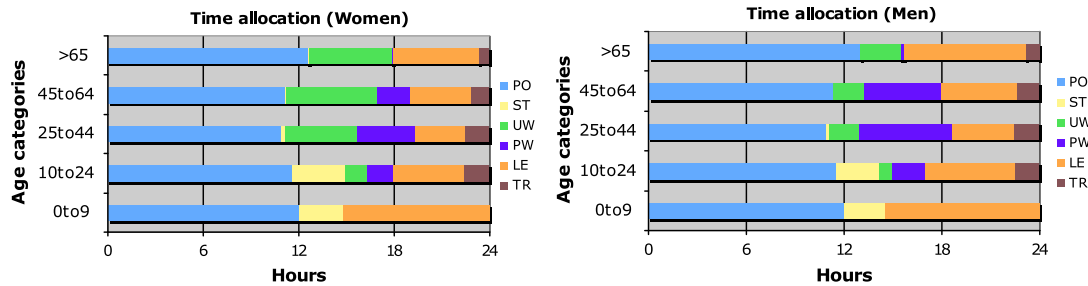 Time allocation (Women)
Age categories
>65
45to64
25to44
10to24
0to9
0 6 12 18 24
Hours
PO
ST
UW
PW
LE
TR
Time allocation (Men)
Age categories
>65
45to64
25to44
10to24
0to9
0 6 12 18 24
Hours
PO
ST
UW
PW
LE
TR